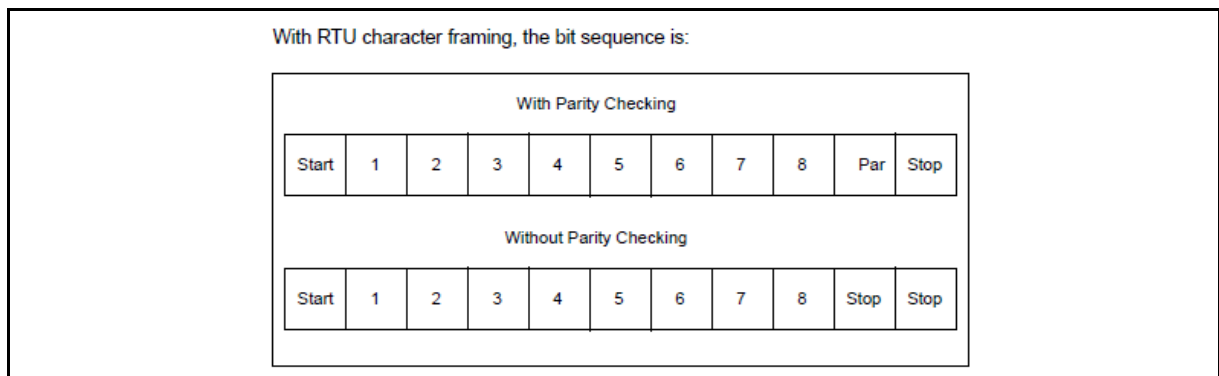 With RTU character framing, the bit sequence is:
With Parity Checking
Start 1 2 3 4 5 6 7 8 Par Stop
Without Parity Checking
Start 1 2 3 4 5 6 7 8 Stop Stop